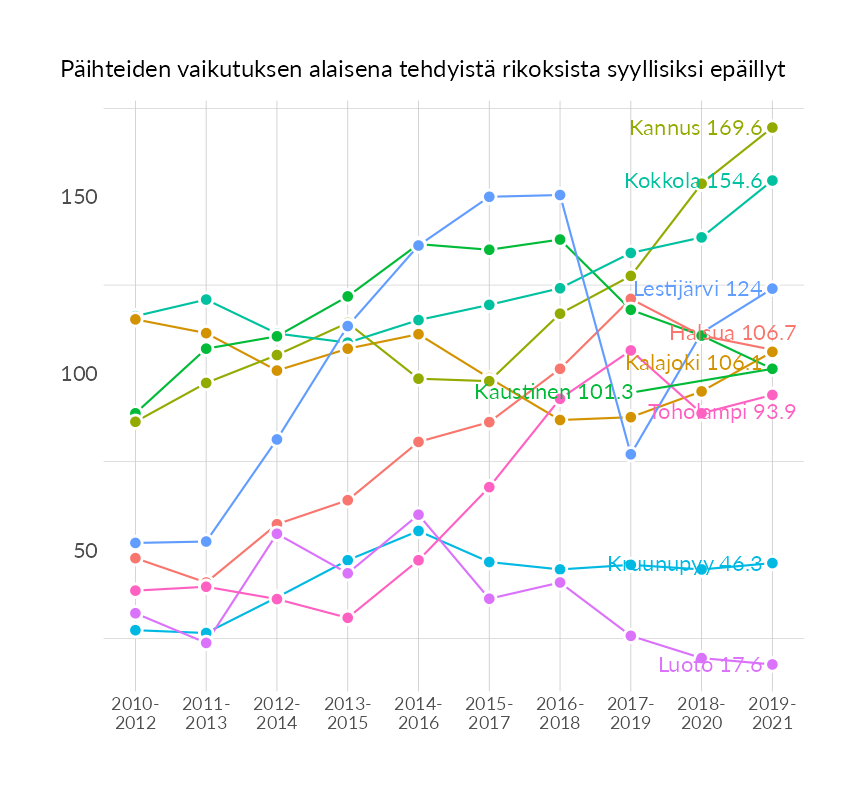 Päihteiden vaikutuksen alaisena tehdyistä rikoksista syyllisiksi epäillyt
Kannus 169.6
Kokkola 154.6
150
Lestijärvi 124
Halsua 106.7
Kalajoki 106.1
100
Kaustinen 101.3
Toholampi 93.9
50
Kruunupyy 46.3
Luoto 17.6
2010-
2012
2011-
2013
2012-
2014
2013-
2015
2014-
2016
2015-
2017
2016-
2018
2017-
2019
2018-
2020
2019-
2021